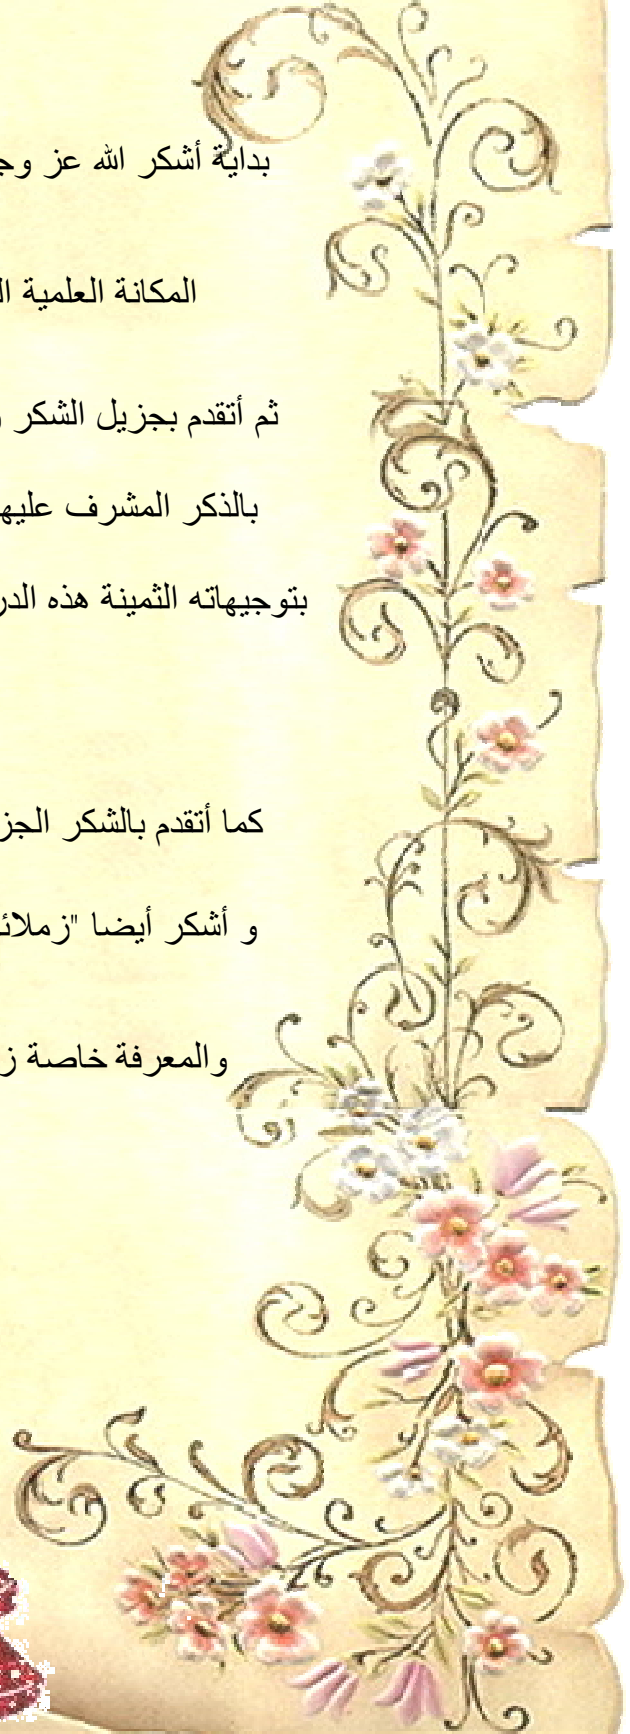 بداية أشكر الله عز وج
المكانة العلمية ال
ثم أتقدم بجزيل الشكر و
بالذكر المشرف عليه
بتوجيهاته الثمينة هذه الدر
كما أتقدم بالشكر الجز
و أشكر أيضا "زملائ
والمعرفة خاصة ز